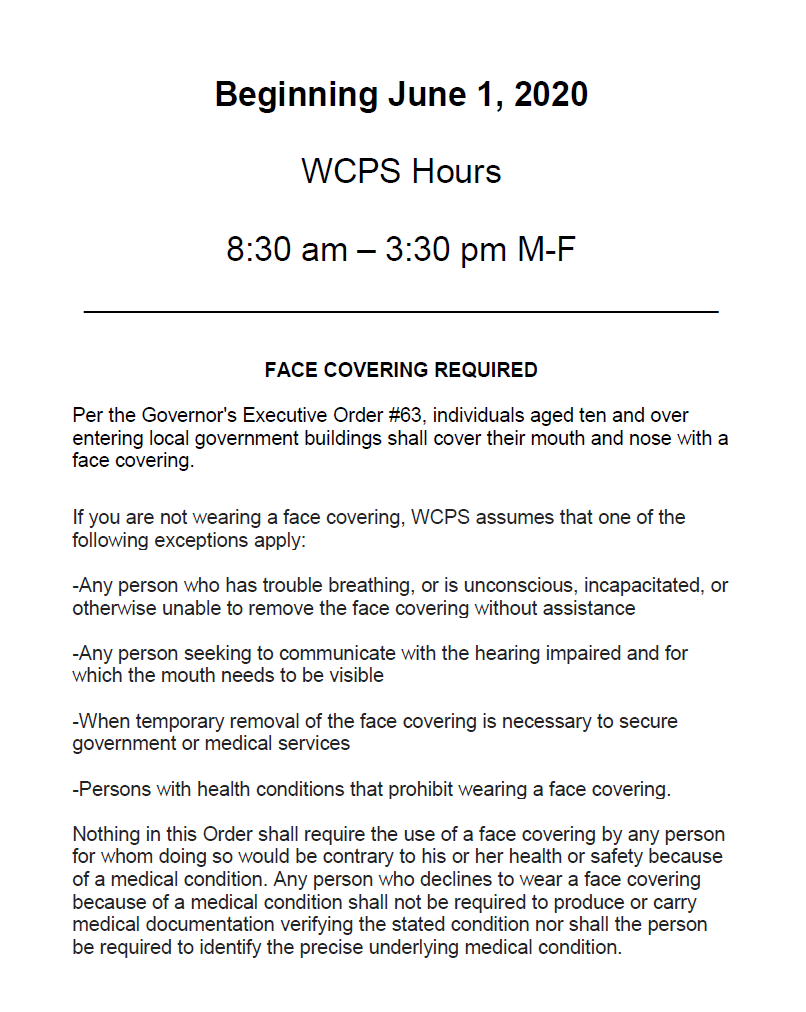 Beginning June 1, 2020
WCPS Hours
8:30 am – 3:30 pm M-F
FACE COVERING REQUIRED
Per the Governor's Executive Order #63, individuals aged ten and over
entering local government buildings shall cover their mouth and nose with a
face covering.
If you are not wearing a face covering, WCPS assumes that one of the
following exceptions apply:
-Any person who has trouble breathing, or is unconscious, incapacitated, or
otherwise unable to remove the face covering without assistance
-Any person seeking to communicate with the hearing impaired and for
which the mouth needs to be visible
-When temporary removal of the face covering is necessary to secure
government or medical services
-Persons with health conditions that prohibit wearing a face covering.
Nothing in this Order shall require the use of a face covering by any person
for whom doing so would be contrary to his or her health or safety because
of a medical condition. Any person who declines to wear a face covering
because of a medical condition shall not be required to produce or carry
medical documentation verifying the stated condition nor shall the person
be required to identify the precise underlying medical condition.